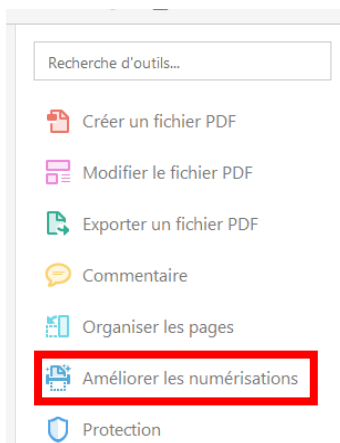 Recherche d'outils...
Créer un fichier PDF
Modifier le fichier PDF
Exporter un fichier PDF
Commentaire
Organiser les pages
Améliorer les numérisations
Protection